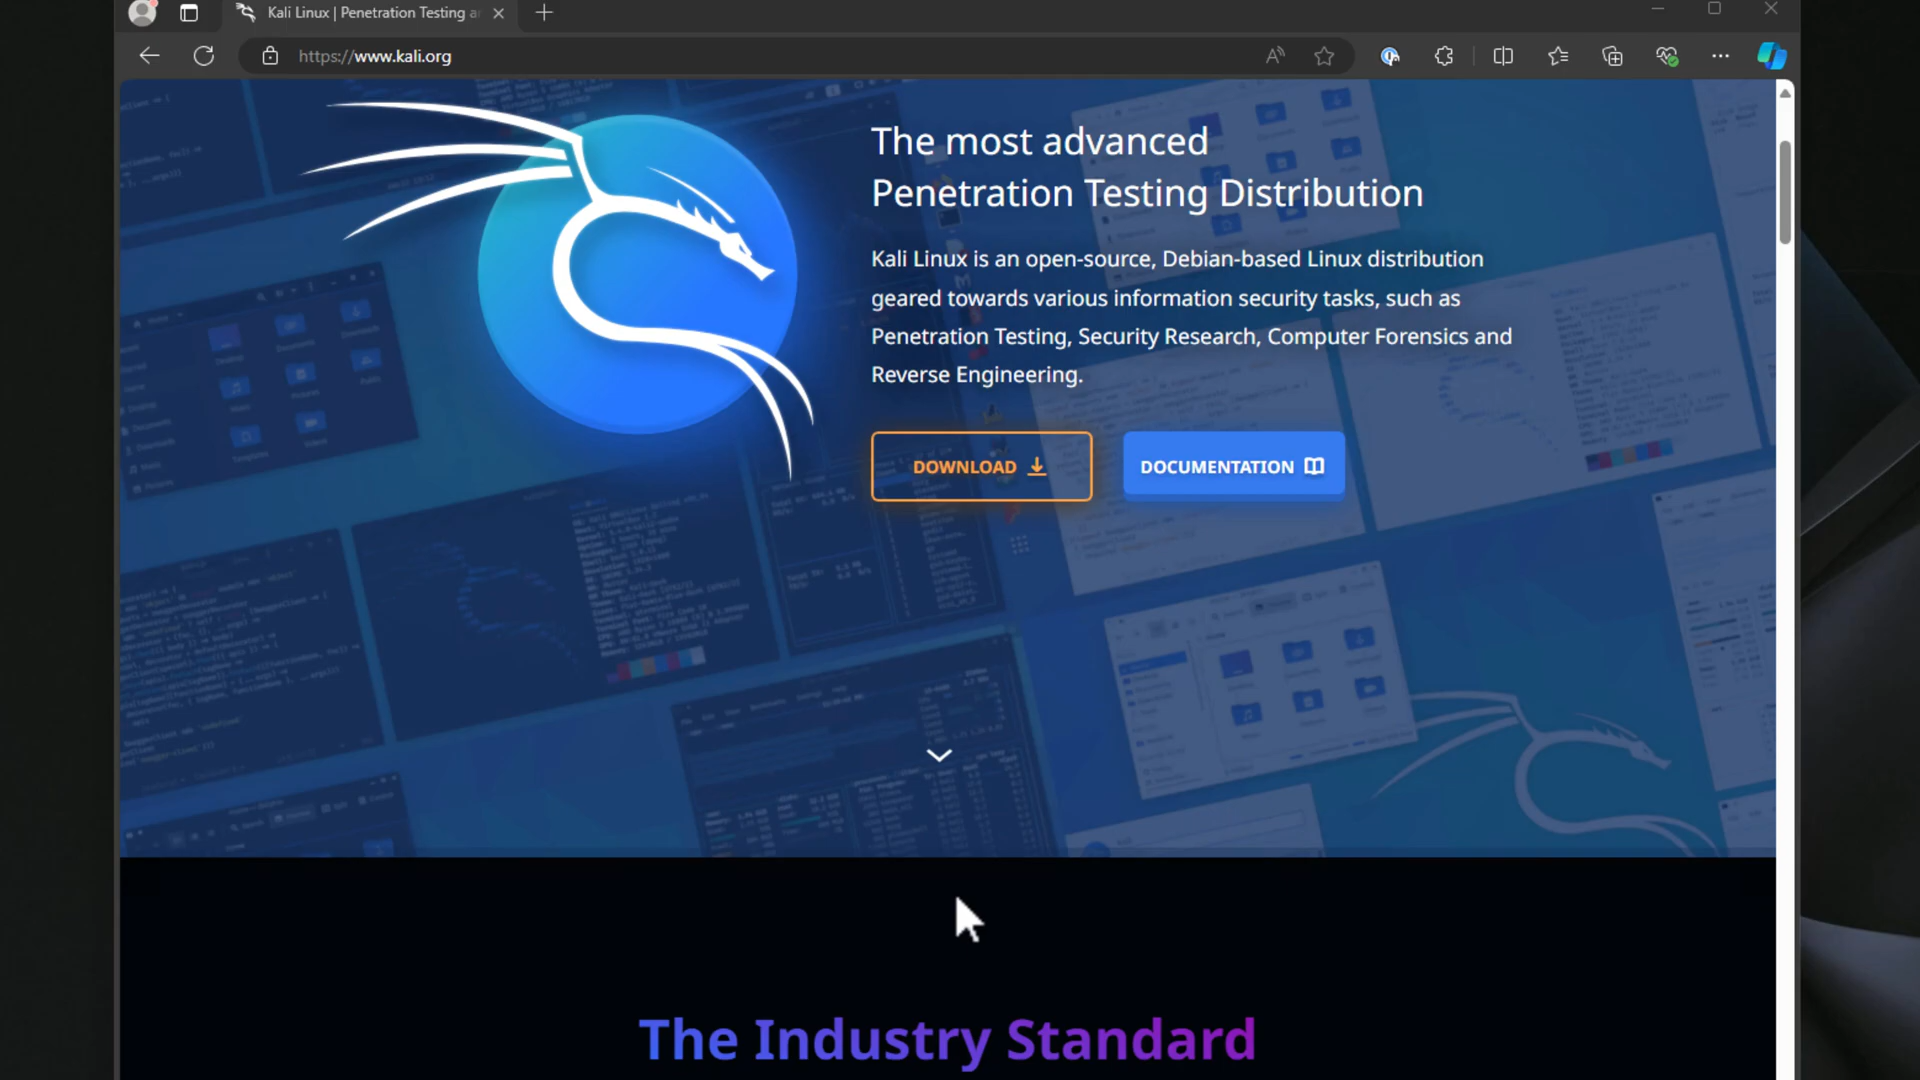 Kali Linux | Penetration Testing a
https://www.kali.org
The most advanced
Penetration Testing Distribution
Kali Linux is an open-source, Debian-based Linux distribution
geared towards various information security tasks, such as
Penetration Testing, Security Research, Computer Forensics and
Reverse Engineering.
DOWNLOAD
DOCUMENTATION
The Industry Standard